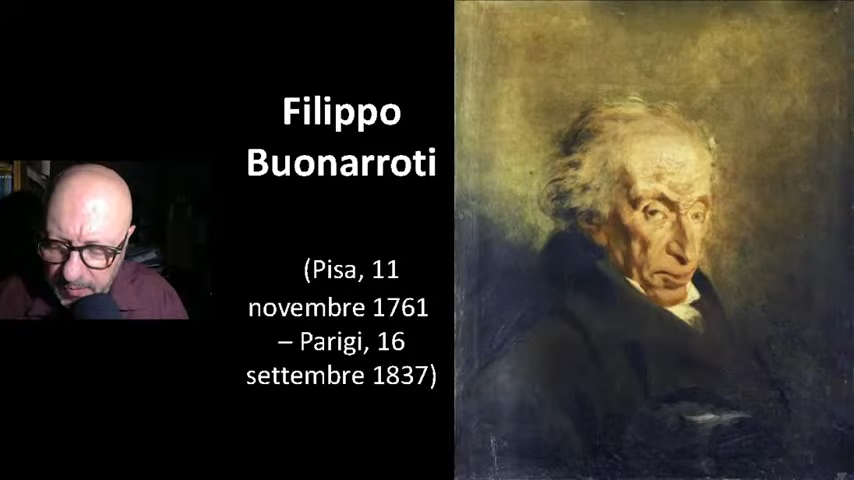 Filippo
Buonarroti
(Pisa, 11
novembre 1761
– Parigi, 16
settembre 1837)